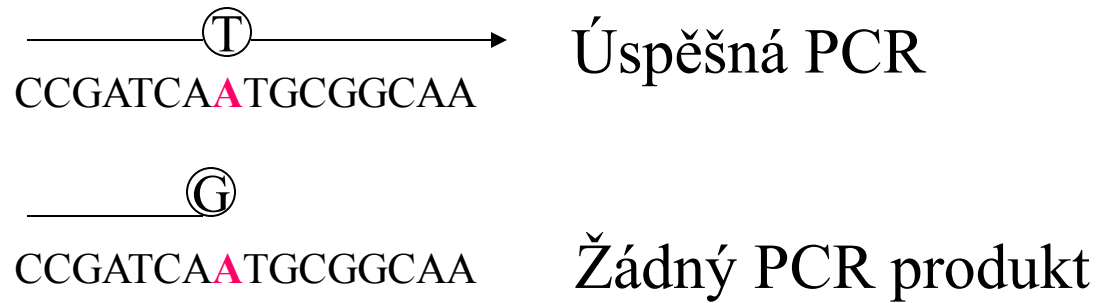 T
Úspěšná PCR
CCGATCAATGCGGCAA
G
CCGATCAATGCGGCAA
Žádný PCR produkt